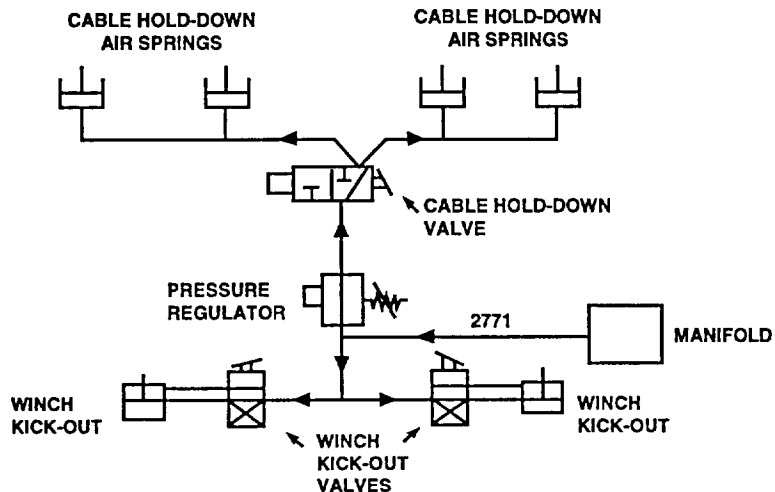 CABLE HOLD-DOWN
AIR SPRINGS
CABLE HOLD-DOWN
AIR SPRINGS
CABLE HOLD-DOWN
VALVE
PRESSURE
REGULATOR
2771
MANIFOLD
WINCH
KICK-OUT
WINCH
KICK-OUT
VALVES
WINCH
KICK-OUT